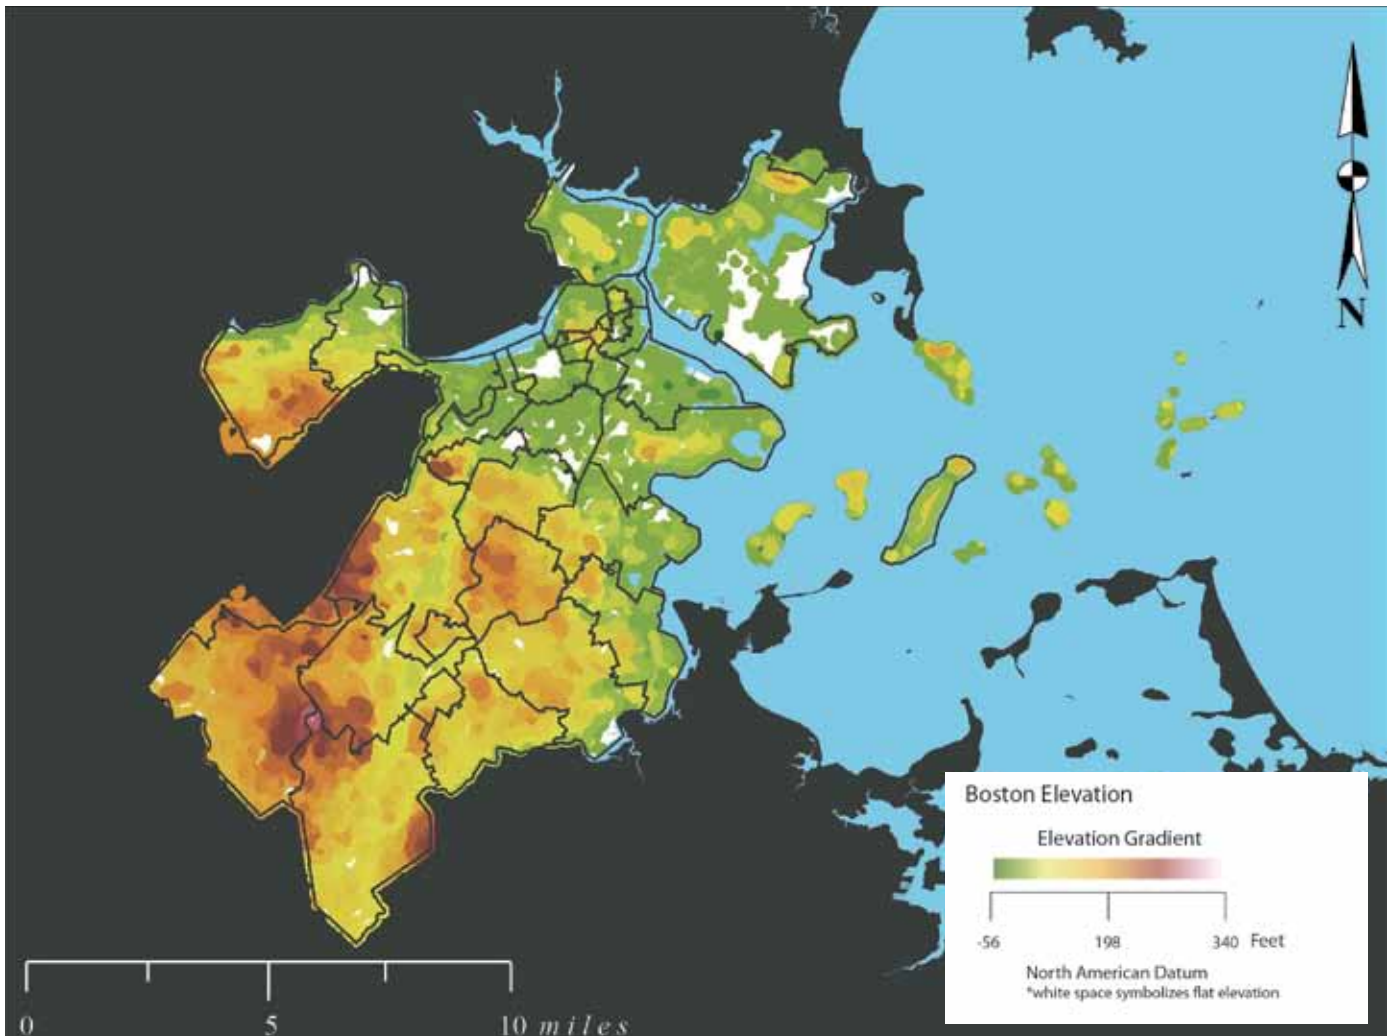 N
Boston Elevation
Elevation Gradient
-56 198 340 Feet
North American Datum
*white space symbolizes flat elevation
0 5 10 miles